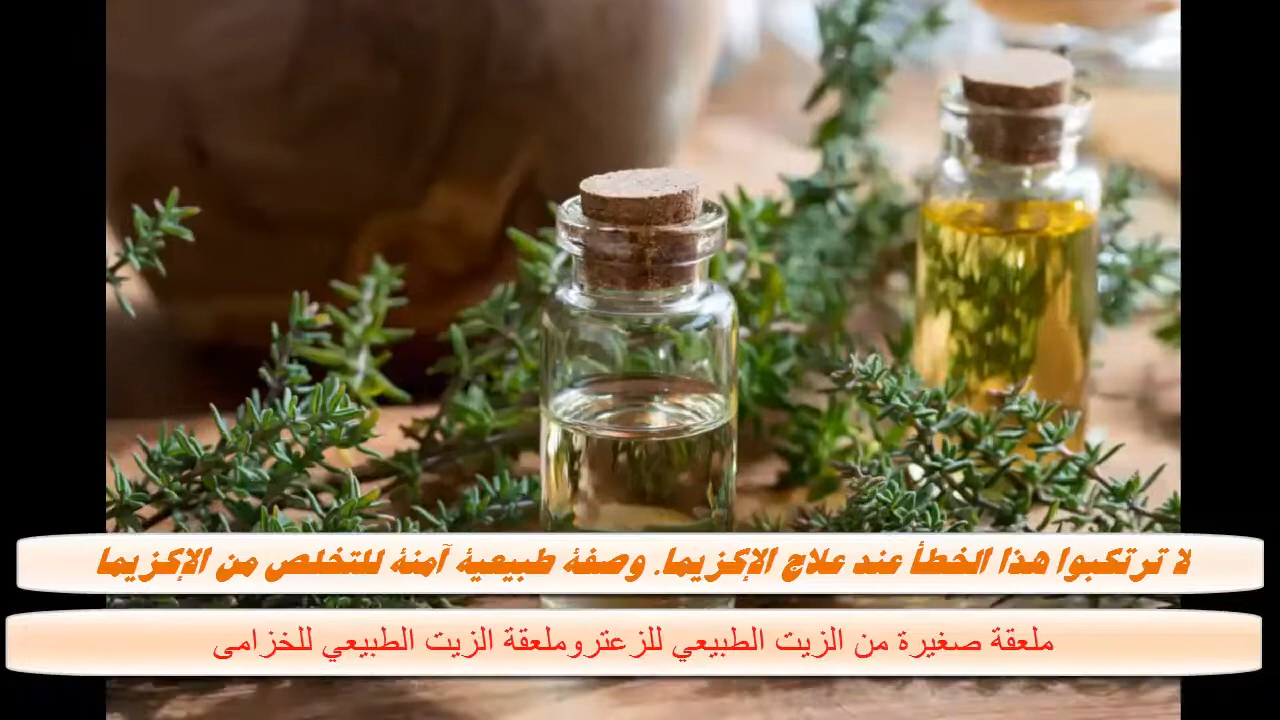 لا ترتكبوا هذا الخطأ عند علاج الإكزيما. وصفة طبيعية آمنة للتخلص من الإكزيما
ملعقة صغيرة من الزيت الطبيعي للزعتروملعقة الزيت الطبيعي للخزامى